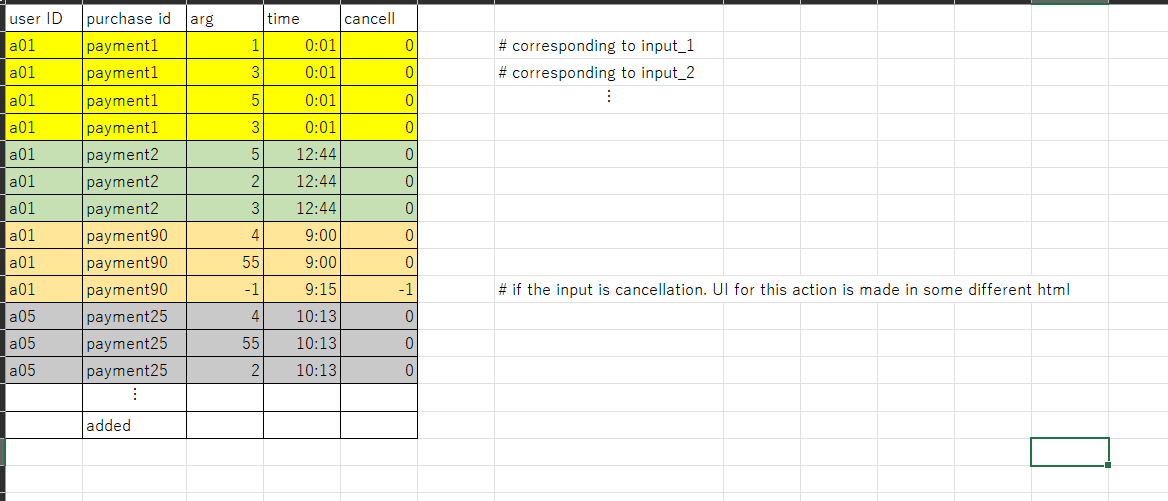 user ID purchase id arg time cancell
a01 payment1 1 0:01 0 # corresponding to input_1
a01 payment1 3 0:01 0 # corresponding to input_2
a01 payment1 5 0:01 0 ⋮
a01 payment1 3 0:01 0
a01 payment2 5 12:44 0
a01 payment2 2 12:44 0
a01 payment2 3 12:44 0
a01 payment90 4 9:00 0
a01 payment90 55 9:00 0
a01 payment90 -1 9:15 -1 # if the input is cancellation. UI for this action is made in some different html
a05 payment25 4 10:13 0
a05 payment25 55 10:13 0
a05 payment25 2 10:13 0
⋮
added